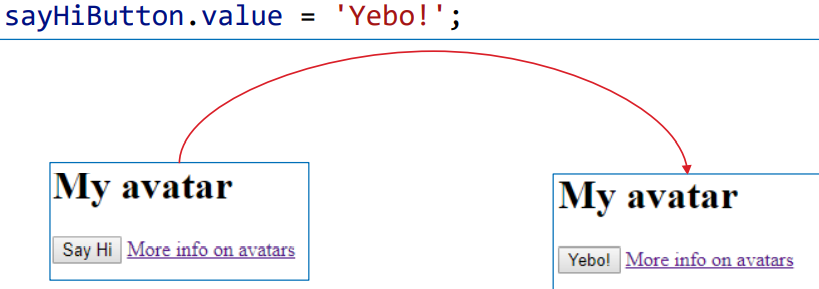 sayHiButton.value = 'Yebo!';
My avatar
Say Hi More info on avatars
My avatar
Yebo! More info on avatars